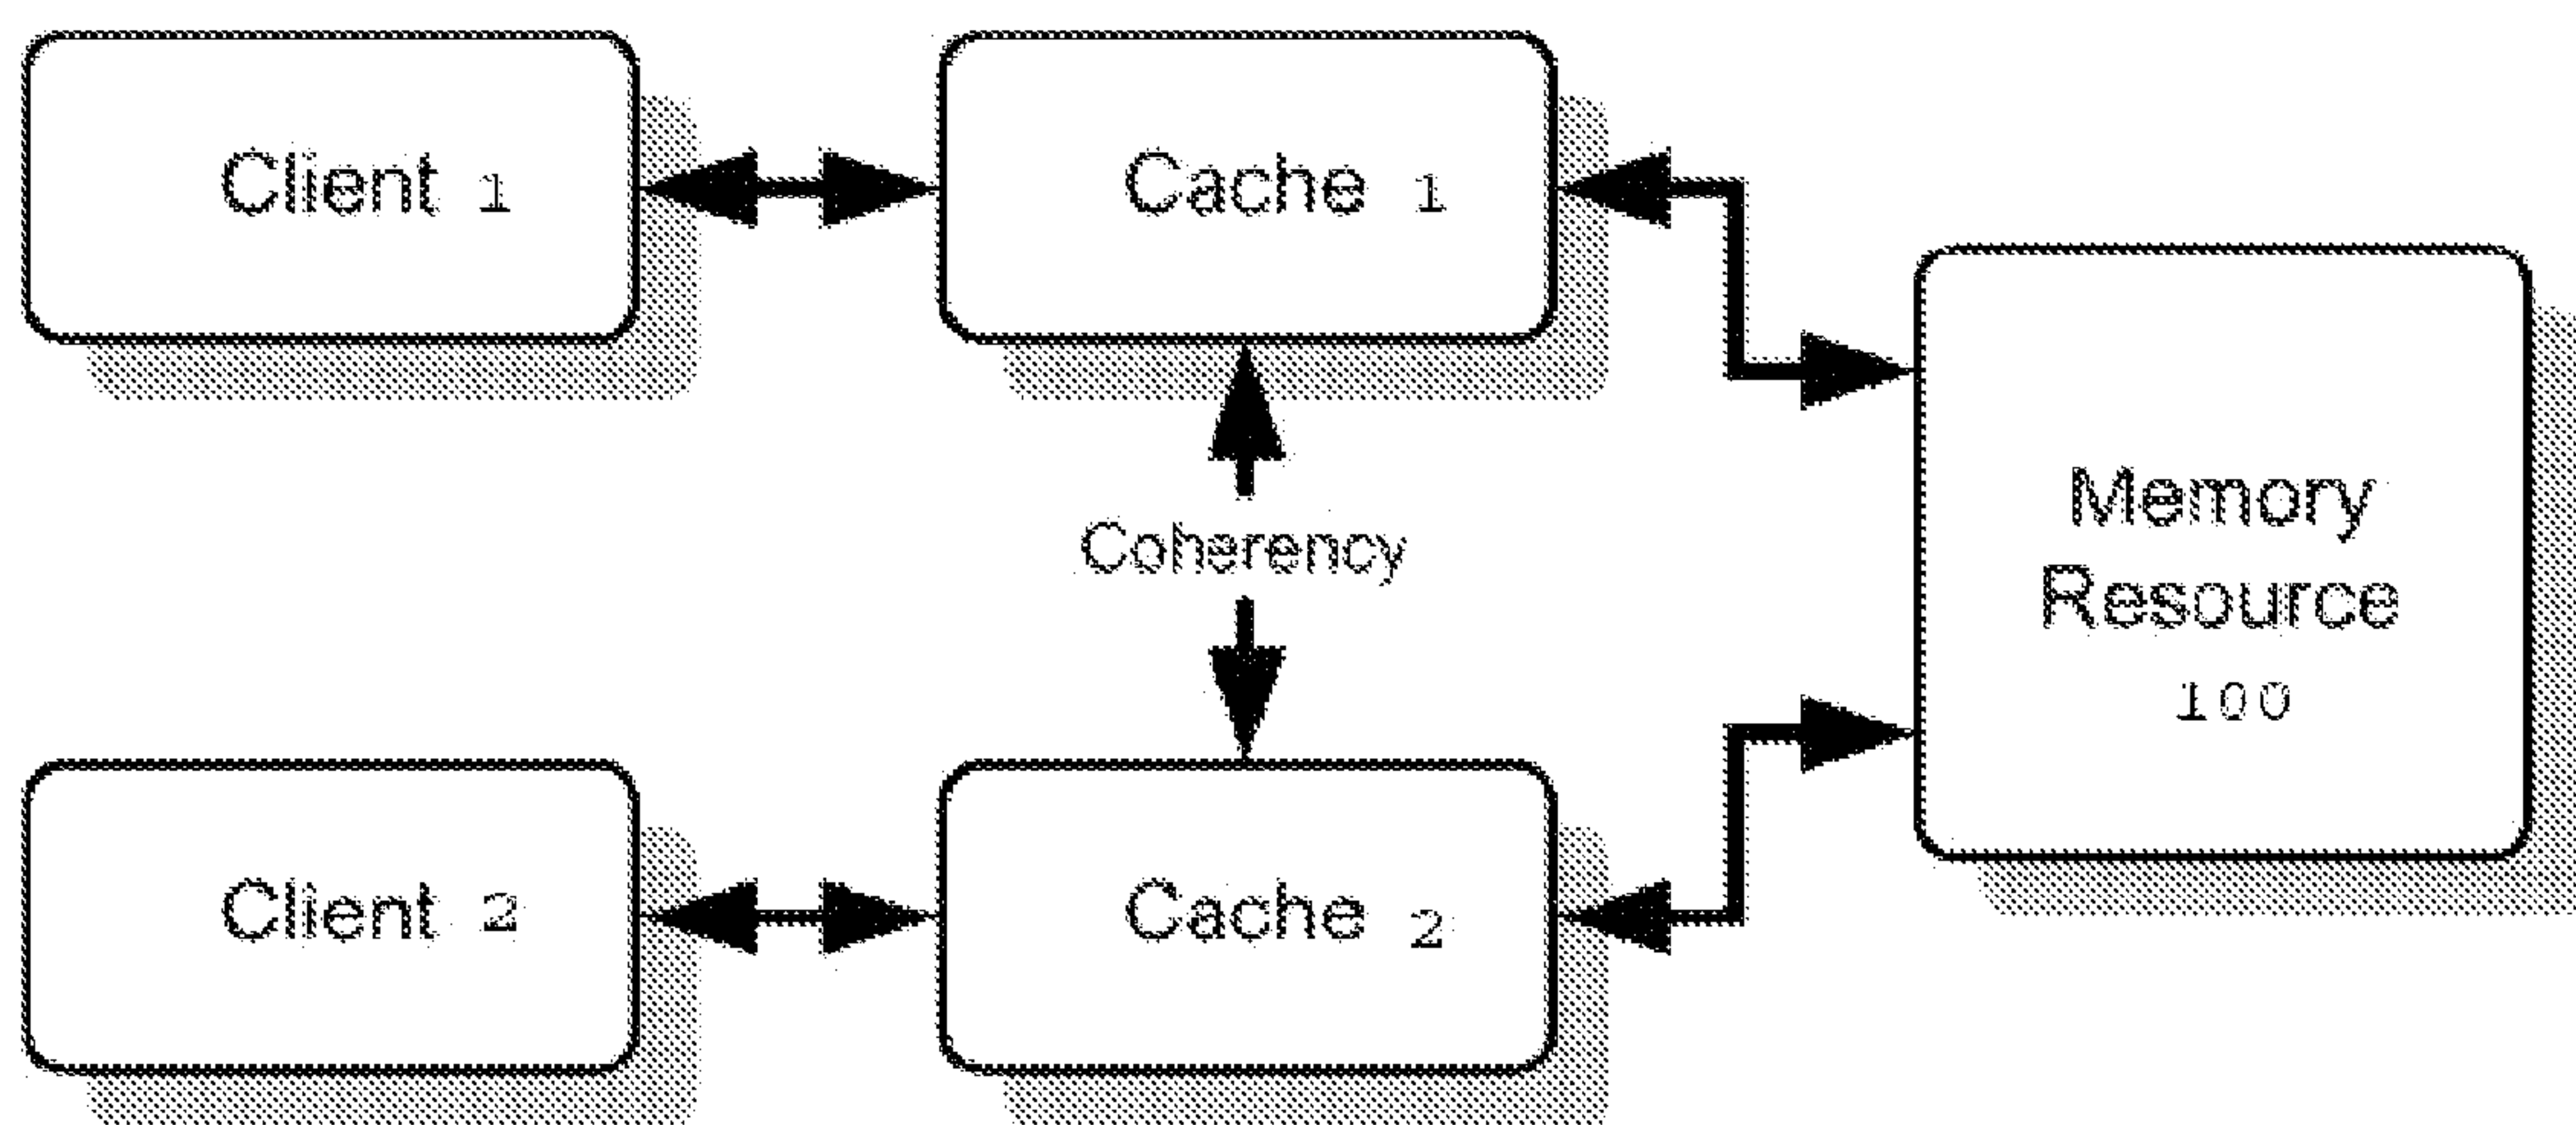 Client 1
Cache 1
Memory
Resource
100
Coherency
Client 2
Cache 2